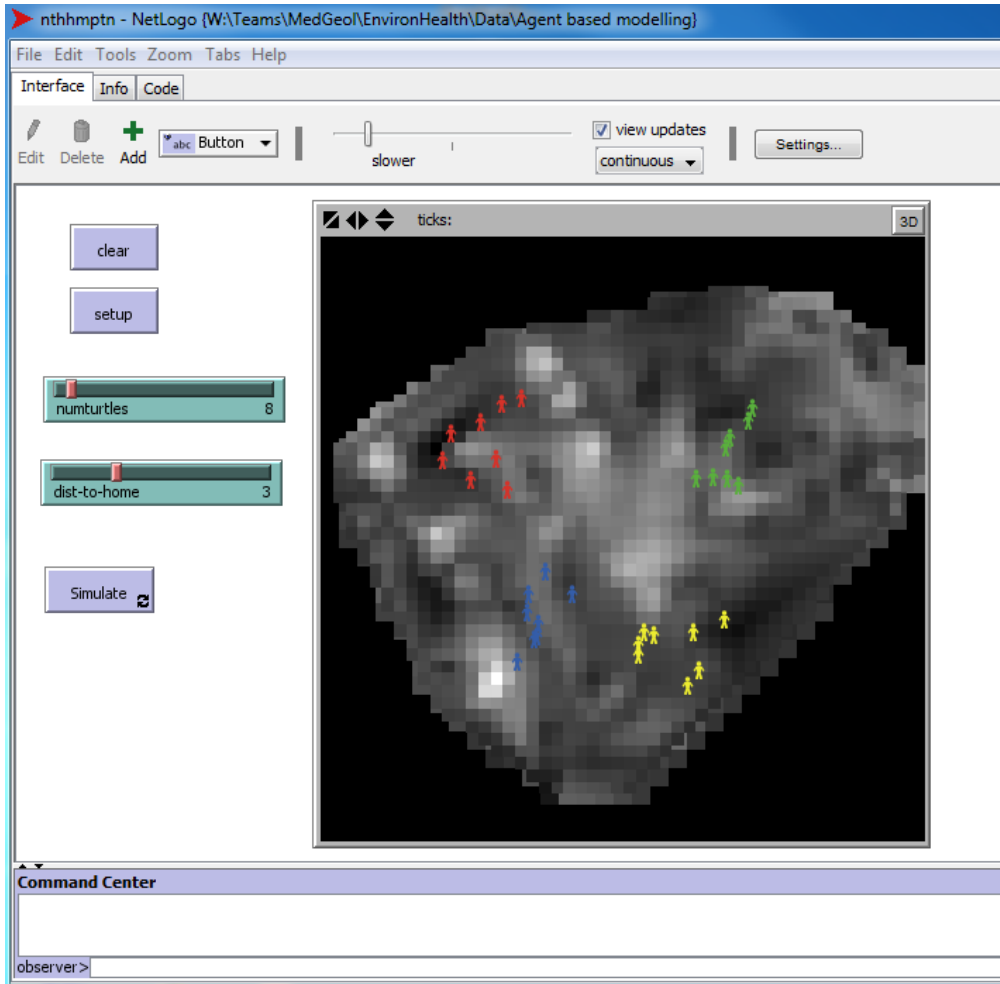 nthhmptn - NetLogo {W:\Teams\MedGeol\EnvironHealth\Data\Agent based modelling}
File Edit Tools Zoom Tabs Help
Interface Info Code
Edit Delete Add abc Button slower view updates continuous Settings...
ticks: 3D
clear
setup
numturtles 8
dist-to-home 3
Simulate
Command Center
observer>